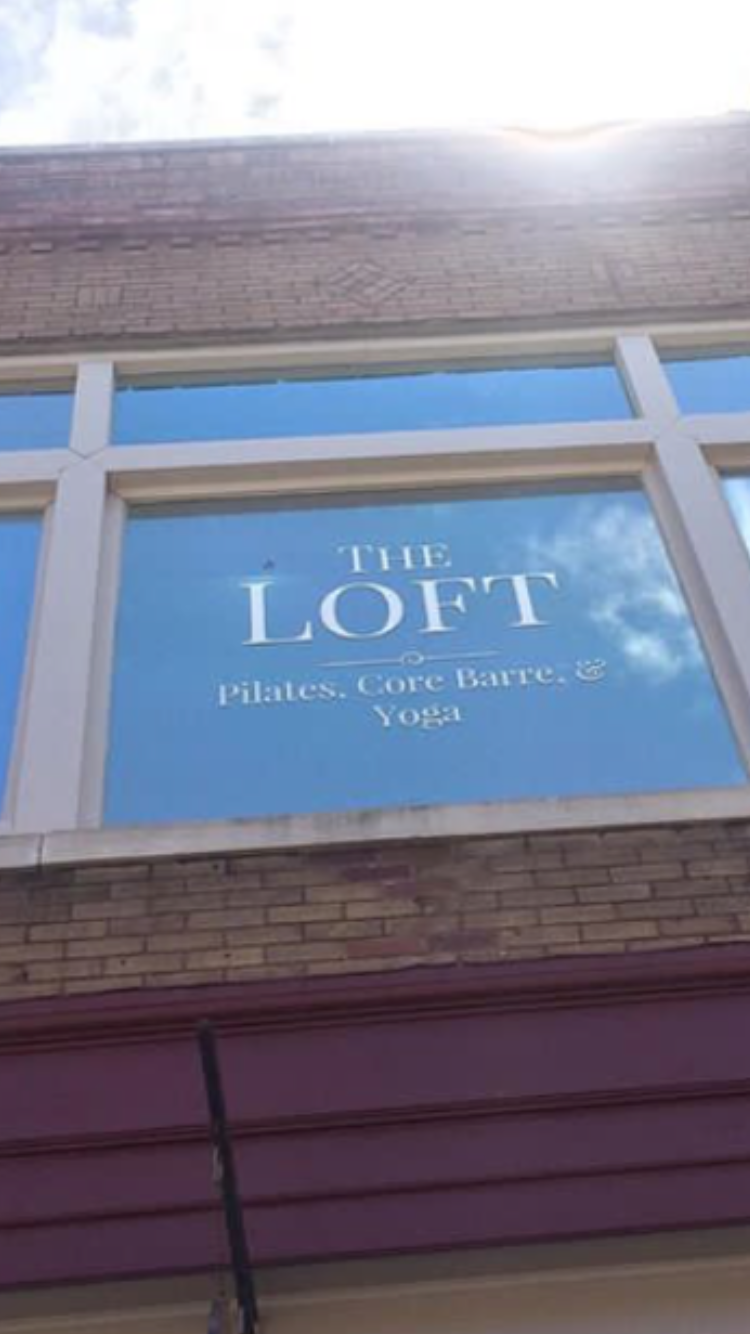 THE
LOFT
Pilates, Core Barre, &
Yoga